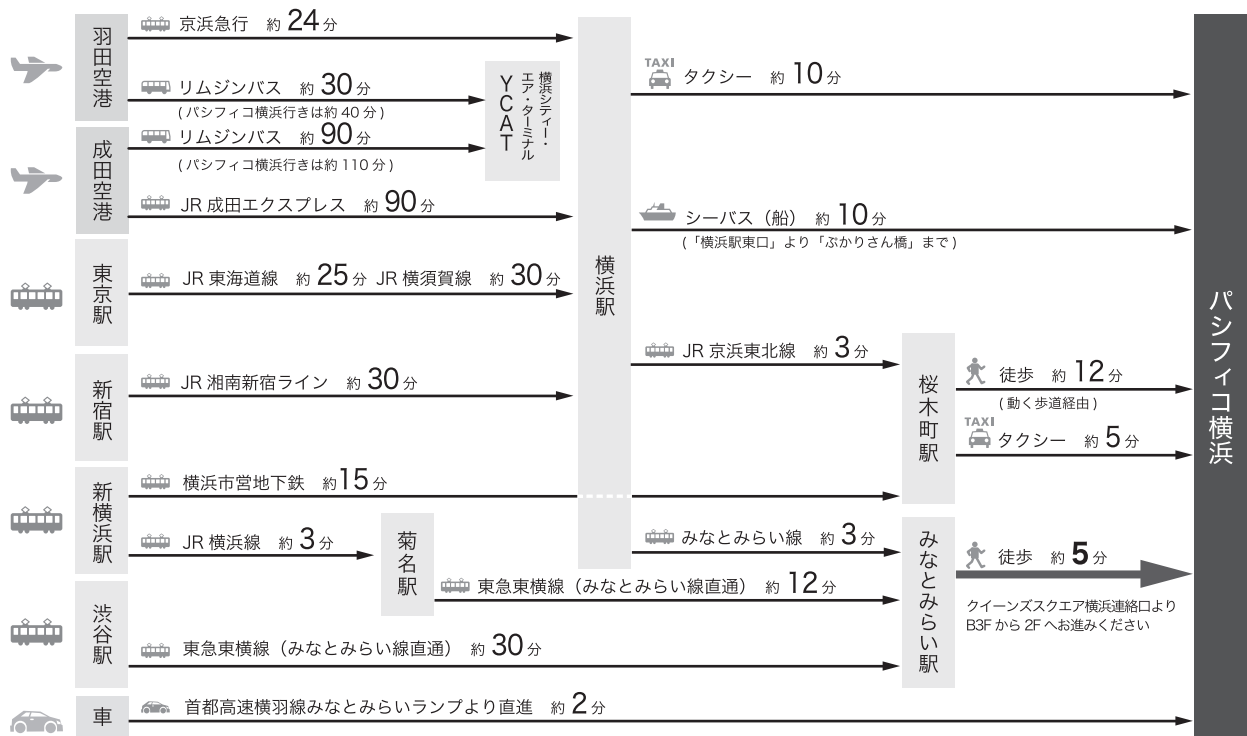 羽田空港
京浜急行 約24分
リムジンバス 約30分
(パシフィコ横浜行きは約40分)
成田空港
リムジンバス 約90分
(パシフィコ横浜行きは約110分)
JR 成田エクスプレス 約90分
横浜シティー・
エア・ターミナル
YCAT
東京駅
JR 東海道線 約25分 JR 横須賀線 約30分
新宿駅
JR 湘南新宿ライン 約30分
新横浜駅
横浜市営地下鉄 約15分
JR 横浜線 約3分
菊名駅
東急東横線（みなとみらい線直通） 約12分
渋谷駅
東急東横線（みなとみらい線直通） 約30分
車
首都高速横羽線みなとみらいランプより直進 約2分
横浜駅
TAXI
タクシー 約10分
シーバス（船） 約10分
(「横浜駅東口」より「ぷかりさん橋」まで)
JR 京浜東北線 約3分
みなとみらい線 約3分
桜木町駅
徒歩 約12分
(動く歩道経由)
TAXI
タクシー 約5分
みなとみらい駅
徒歩 約5分
クイーンズスクエア横浜連絡口より
B3Fから2Fへお進みください
パシフィコ横浜